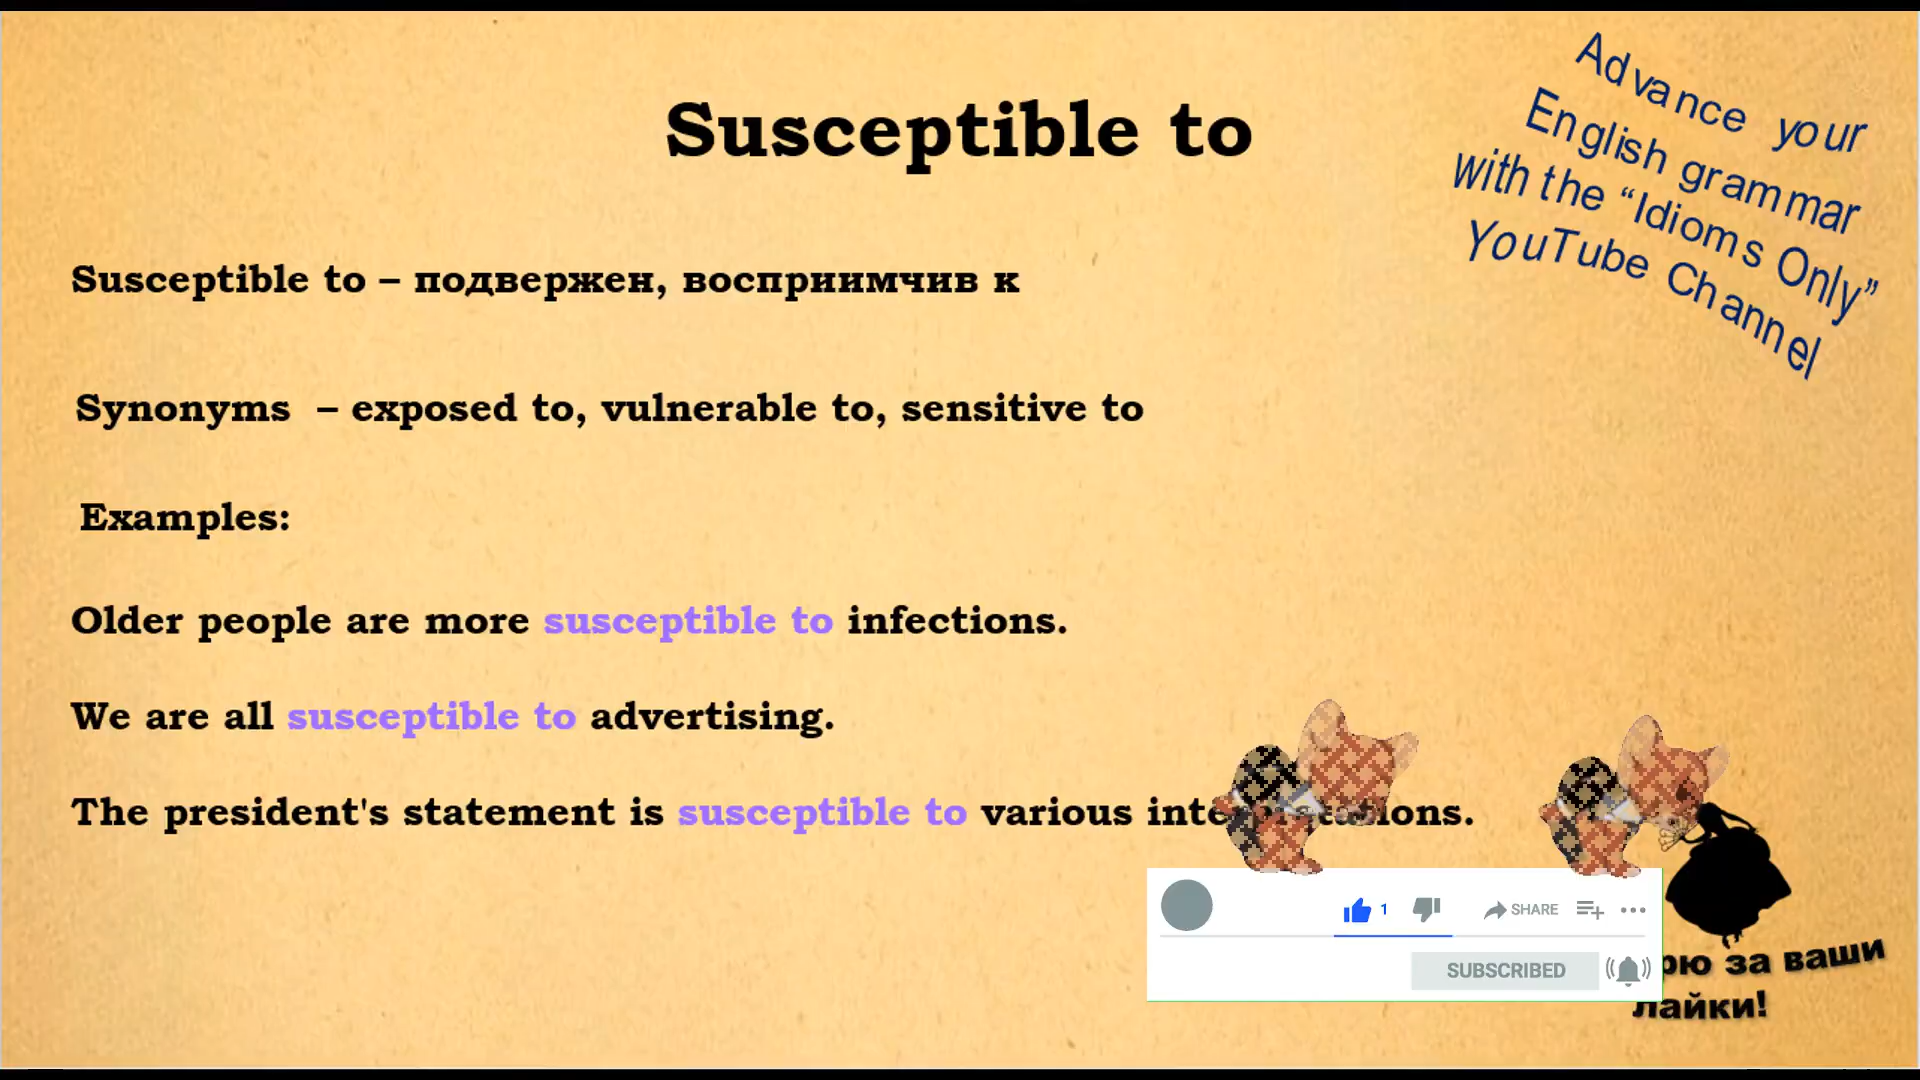 Susceptible to
Advance your
English grammar
with the “Idioms Only”
YouTube Channel
Susceptible to – подвержен, восприимчив к
Synonyms – exposed to, vulnerable to, sensitive to
Examples:
Older people are more susceptible to infections.
We are all susceptible to advertising.
The president's statement is susceptible to various
1
SHARE
SUBSCRIBED
за ваши
лайки!